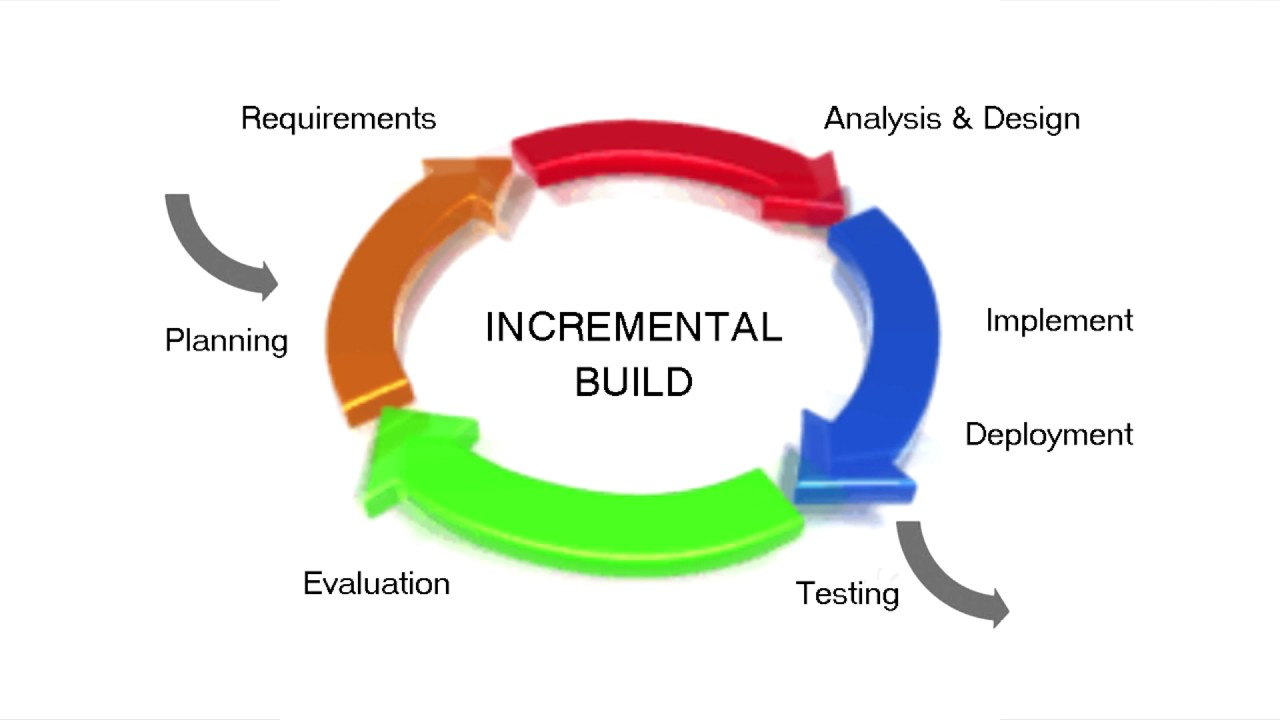 Requirements
Analysis & Design
Planning
INCREMENTAL
BUILD
Implement
Deployment
Evaluation
Testing